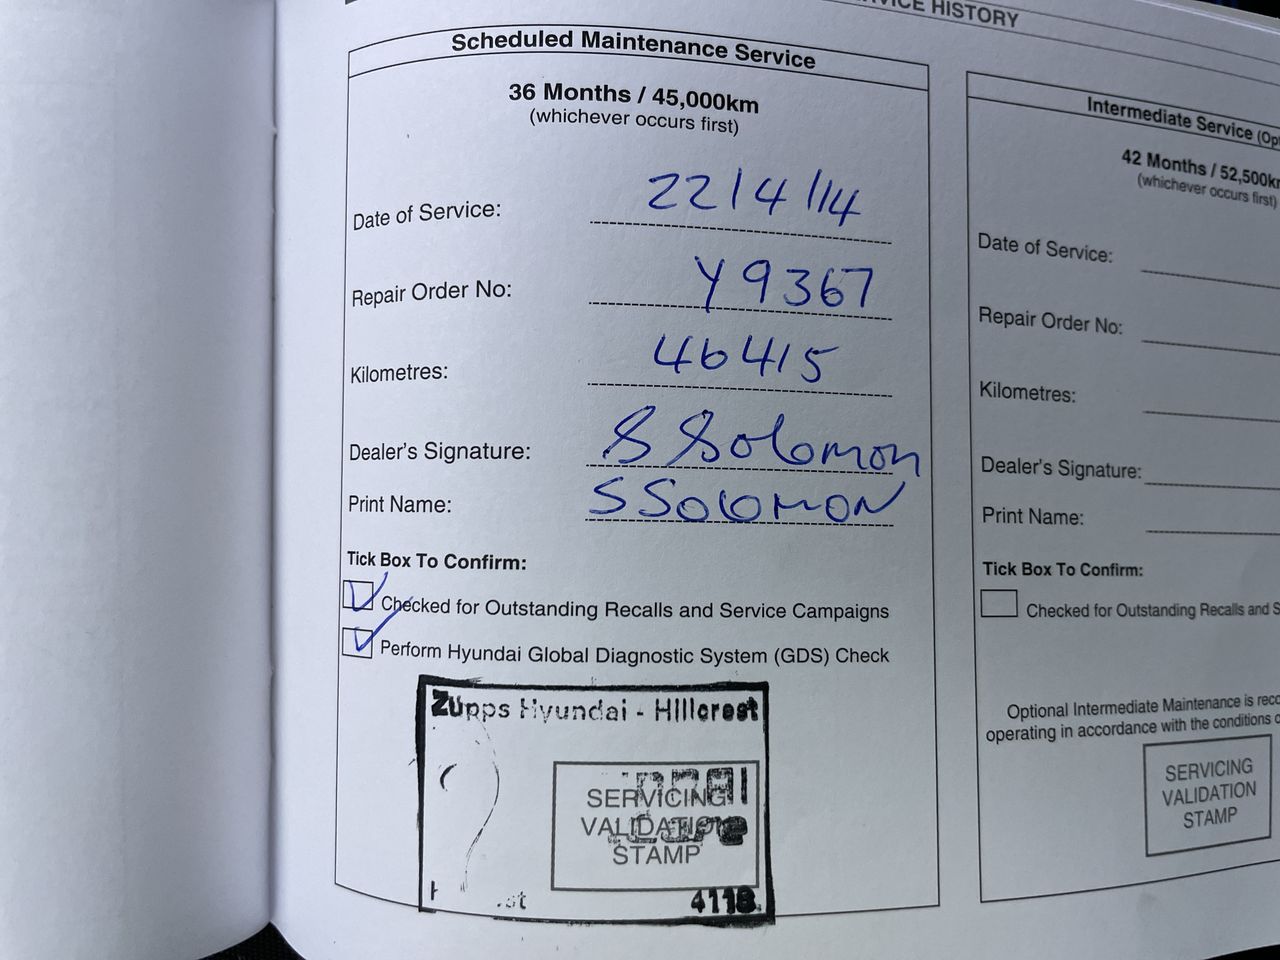 SERVICE HISTORY
Scheduled Maintenance Service
36 Months / 45,000km
(whichever occurs first)
Date of Service: 22/4/14
Repair Order No: Y9367
Kilometres: 46415
Dealer's Signature: S Solomon
Print Name: S SOLOMON
Tick Box To Confirm:
Checked for Outstanding Recalls and Service Campaigns
Perform Hyundai Global Diagnostic System (GDS) Check
Zupps Hyundai - Hillcrest
SERVICING
VALIDATION
STAMP
4118
Intermediate Service
42 Months / 52,500km
(whichever occurs first)
Date of Service:
Repair Order No:
Kilometres:
Dealer's Signature:
Print Name:
Tick Box To Confirm:
Checked for Outstanding Recalls and S
Optional Intermediate Maintenance is
operating in accordance with the conditions
SERVICING
VALIDATION
STAMP